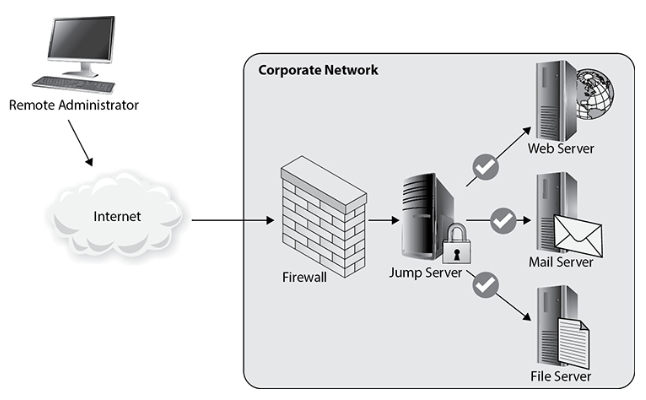 Remote Administrator
Corporate Network
Web Server
Internet
Firewall
Jump Server
Mail Server
File Server